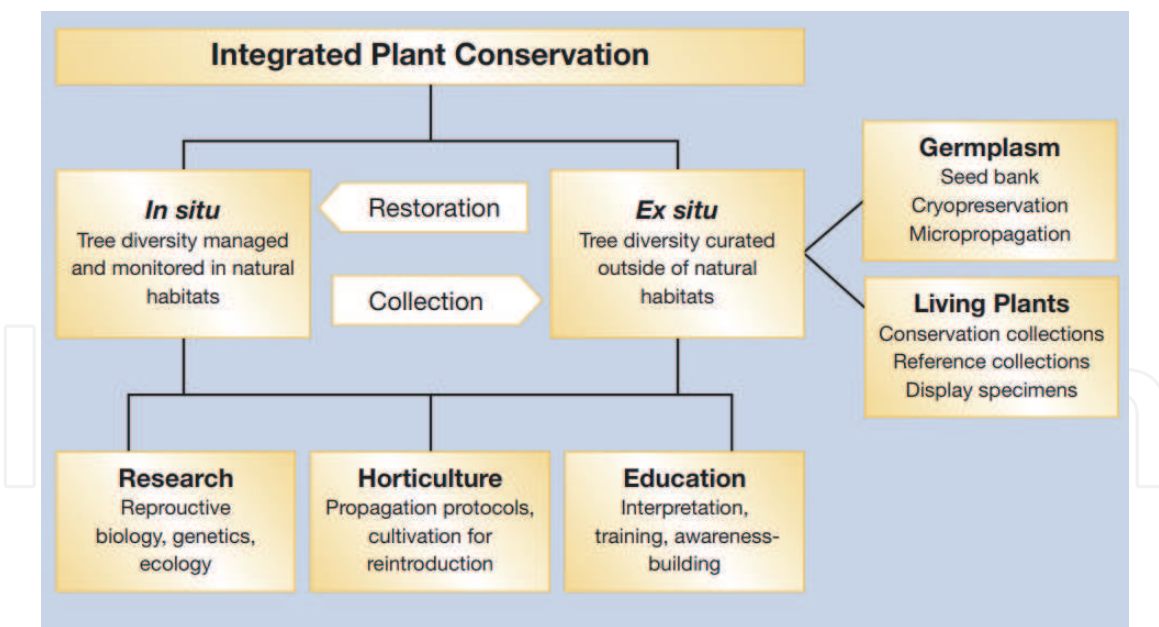 Integrated Plant Conservation
In situ
Tree diversity managed
and monitored in natural
habitats
Restoration
Collection
Ex situ
Tree diversity curated
outside of natural
habitats
Germplasm
Seed bank
Cryopreservation
Micropropagation
Living Plants
Conservation collections
Reference collections
Display specimens
Research
Reprouctive
biology, genetics,
ecology
Horticulture
Propagation protocols,
cultivation for
reintroduction
Education
Interpretation,
training, awareness-
building